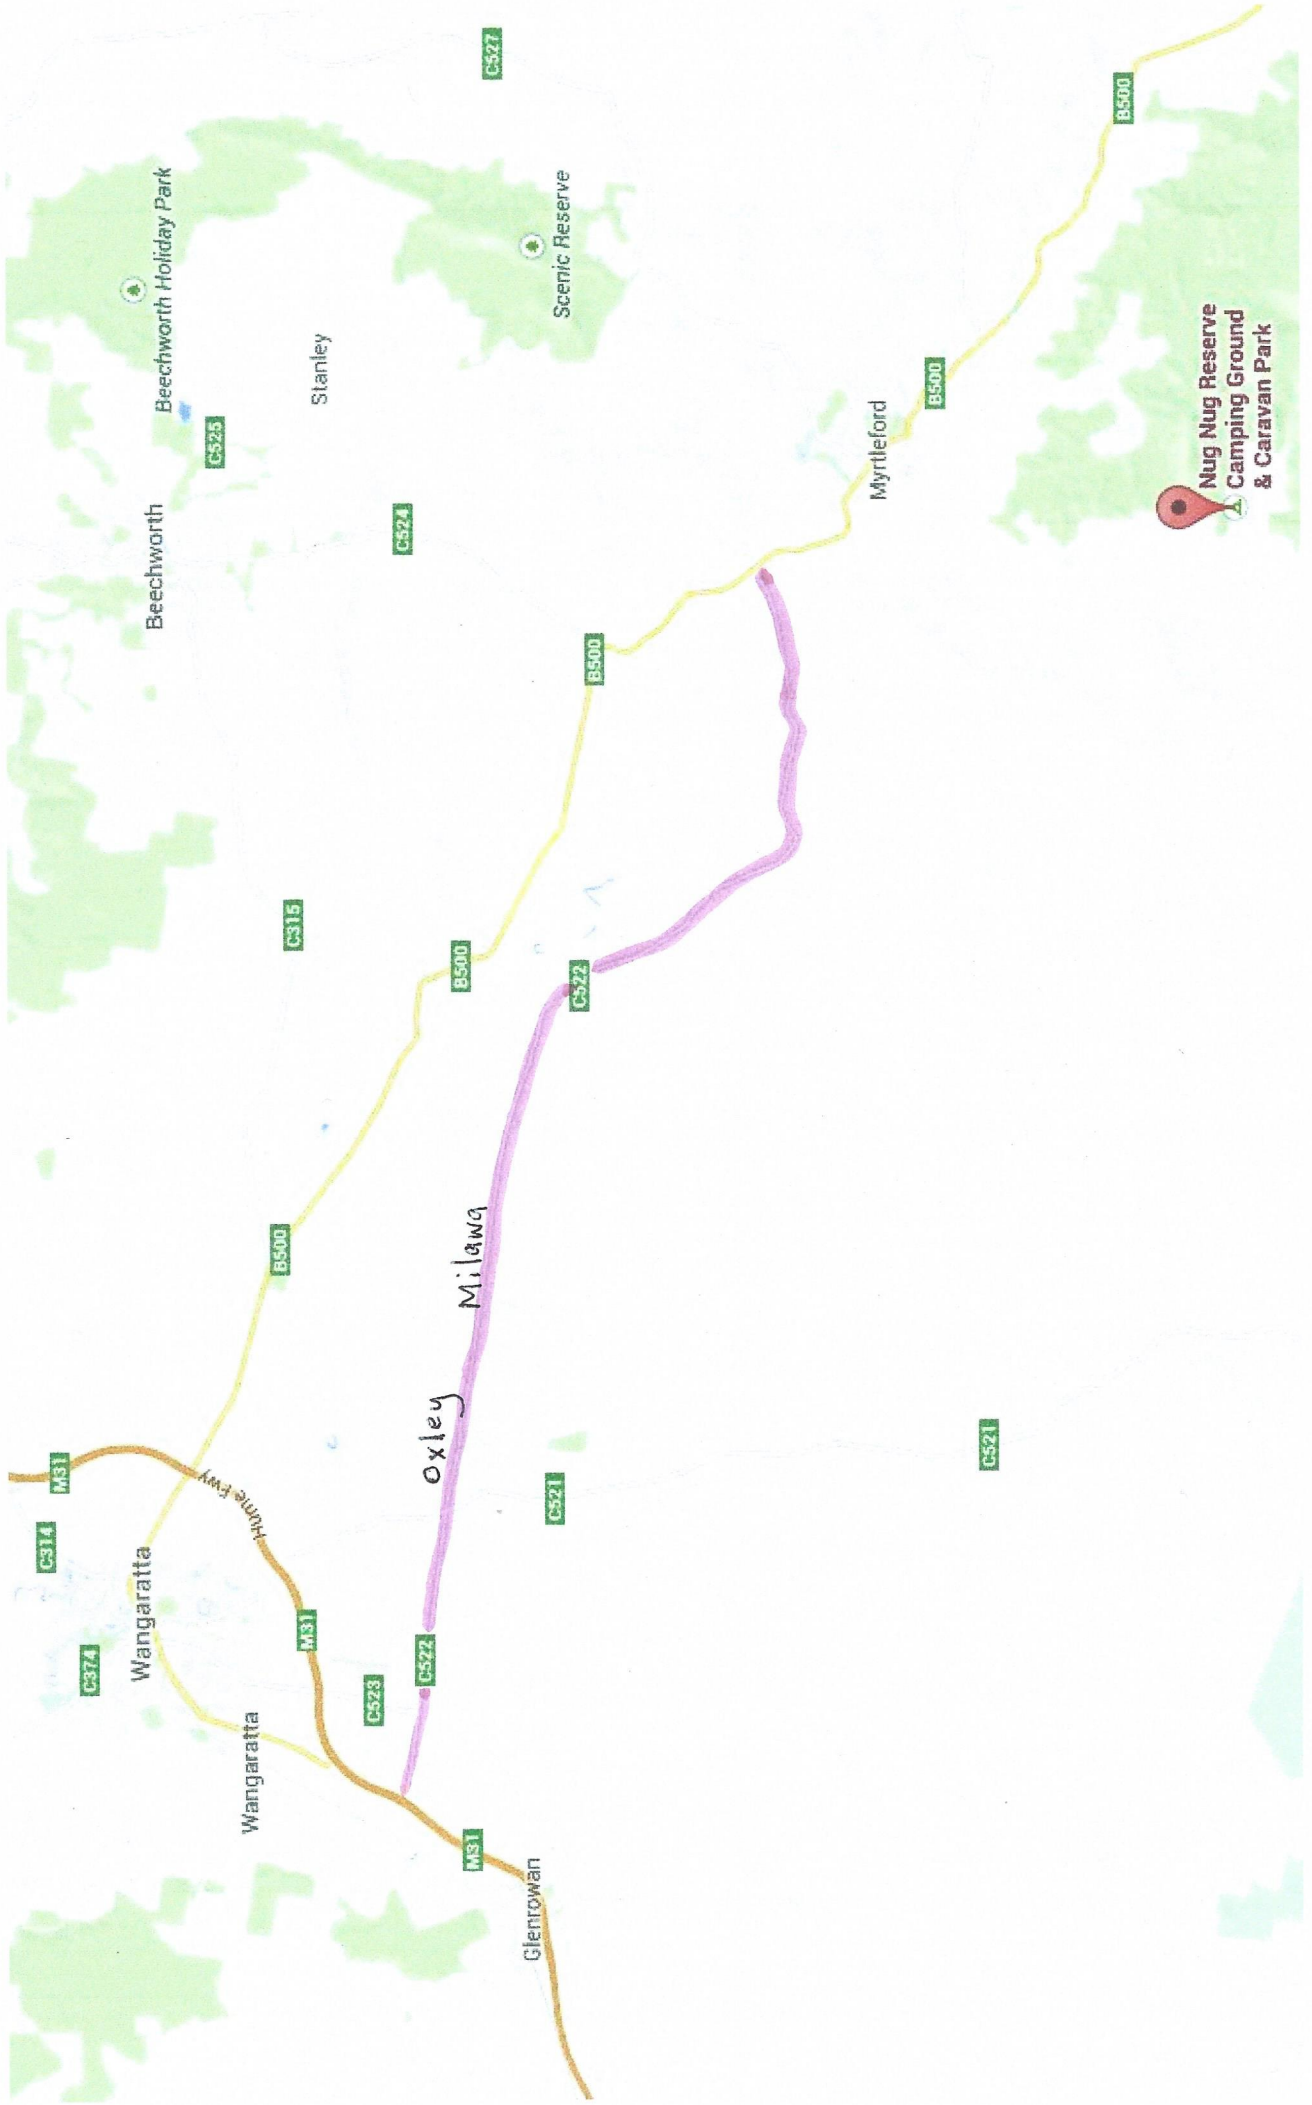 C314
M31
C374
Wangaratta
Beechworth
Beechworth Holiday Park
C525
Hume Fwy
Wangaratta
B500
C315
M31
Stanley
C523
C524
C522
Oxley
B500
M31
Milawa
C527
Glenrowan
C521
Scenic Reserve
C522
B500
Myrtleford
B500
C521
B500
Nug Nug Reserve
Camping Ground
& Caravan Park